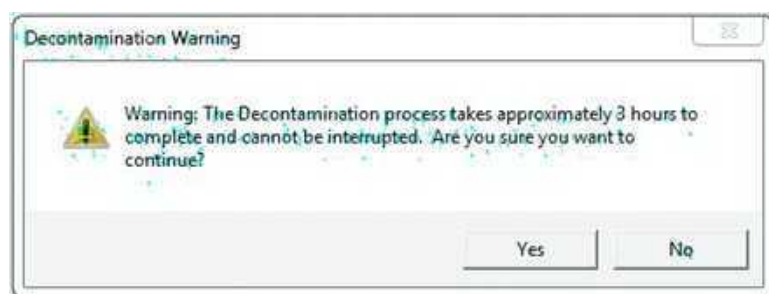 Decontamination Warning
Warning: The Decontamination process takes approximately 3 hours to
complete and cannot be interrupted. Are you sure you want to
continue?
Yes
No